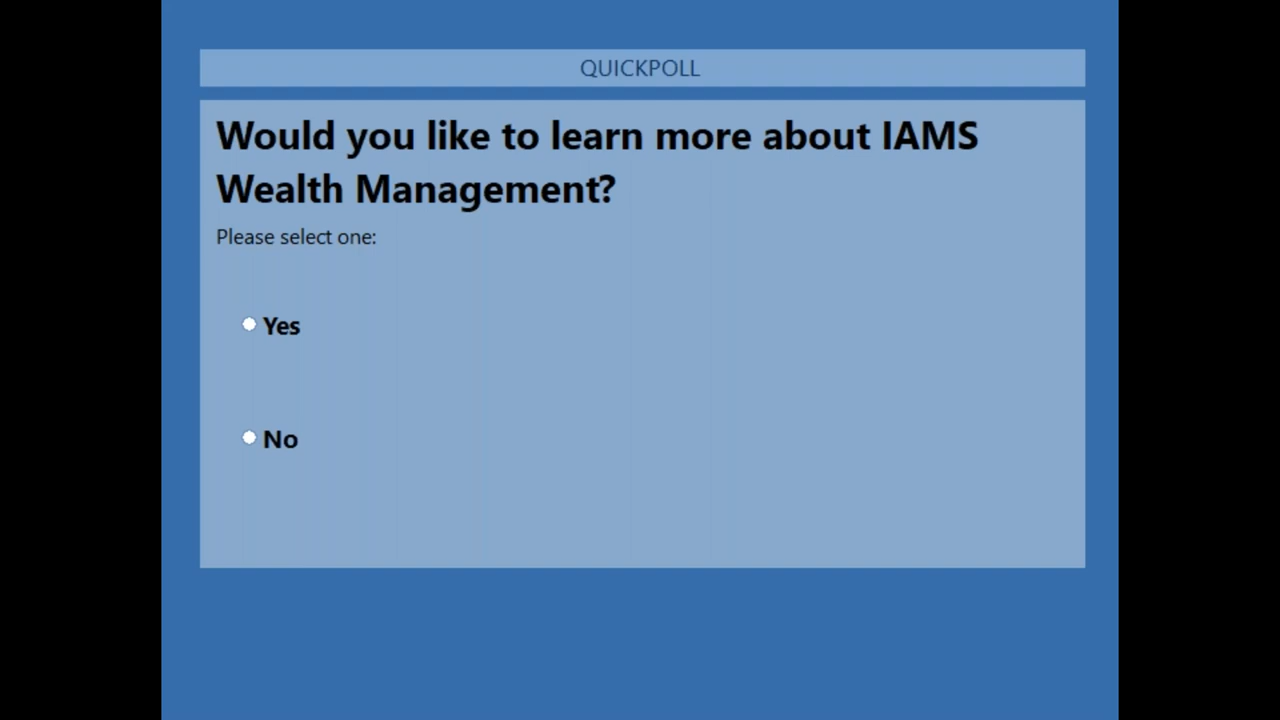 QUICKPOLL
Would you like to learn more about IAMS
Wealth Management?
Please select one:
Yes
No